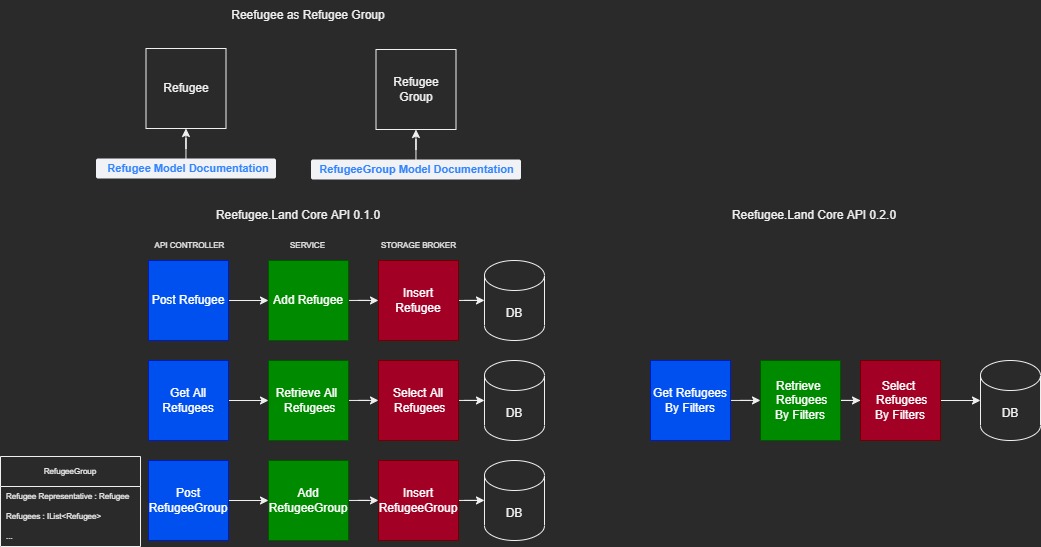 Reefugee as Refugee Group
Refugee
Refugee
Group
Refugee Model Documentation
RefugeeGroup Model Documentation
Reefugee.Land Core API 0.1.0
Reefugee.Land Core API 0.2.0
API CONTROLLER
SERVICE
STORAGE BROKER
Post Refugee
Add Refugee
Insert
Refugee
DB
Get All
Refugees
Retrieve All
Refugees
Select All
Refugees
DB
Get Refugees
By Filters
Retrieve
Refugees
By Filters
Select
Refugees
By Filters
DB
RefugeeGroup
Refugee Representative : Refugee
Refugees : IList<Refugee>
...
Post
RefugeeGroup
Add
RefugeeGroup
Insert
RefugeeGroup
DB